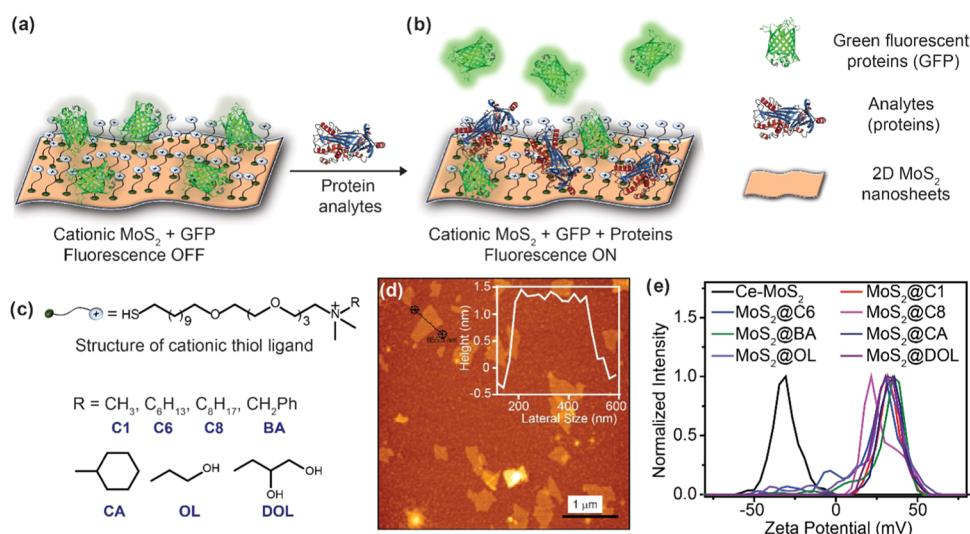 (a)
Cationic MoS2 + GFP
Fluorescence OFF
Protein
analytes
(b)
Cationic MoS2 + GFP + Proteins
Fluorescence ON
Green fluorescent
proteins (GFP)
Analytes
(proteins)
2D MoS2
nanosheets
(c)
= HS
9
O
O
3
N
+
R
Structure of cationic thiol ligand
R = CH3, C6H13, C8H17, CH2Ph
C1 C6 C8 BA
OH
OH
OH
CA OL DOL
(d)
Height (nm)
1.5
0.5
-0.5
200 400 600
Lateral Size (nm)
1 μm
(e)
Ce-MoS2 MoS2@C1
MoS2@C6 MoS2@C8
MoS2@BA MoS2@CA
MoS2@OL MoS2@DOL
Normalized Intensity
1.5
1.0
0.5
0.0
-50 0 50
Zeta Potential (mV)